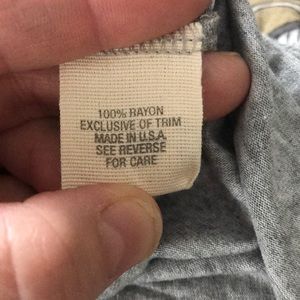 100% RAYON
EXCLUSIVE OF TRIM
MADE IN U.S.A.
SEE REVERSE
FOR CARE